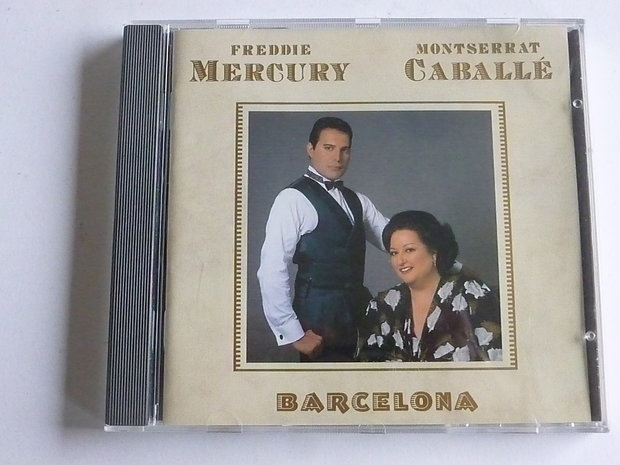 FREDDIE MERCURY
MONTSERRAT CABALLÉ
BARCELONA